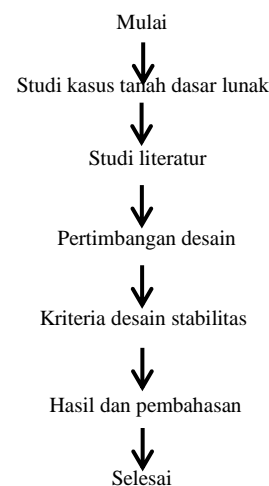 Mulai
Studi kasus tanah dasar lunak
Studi literatur
Pertimbangan desain
Kriteria desain stabilitas
Hasil dan pembahasan
Selesai